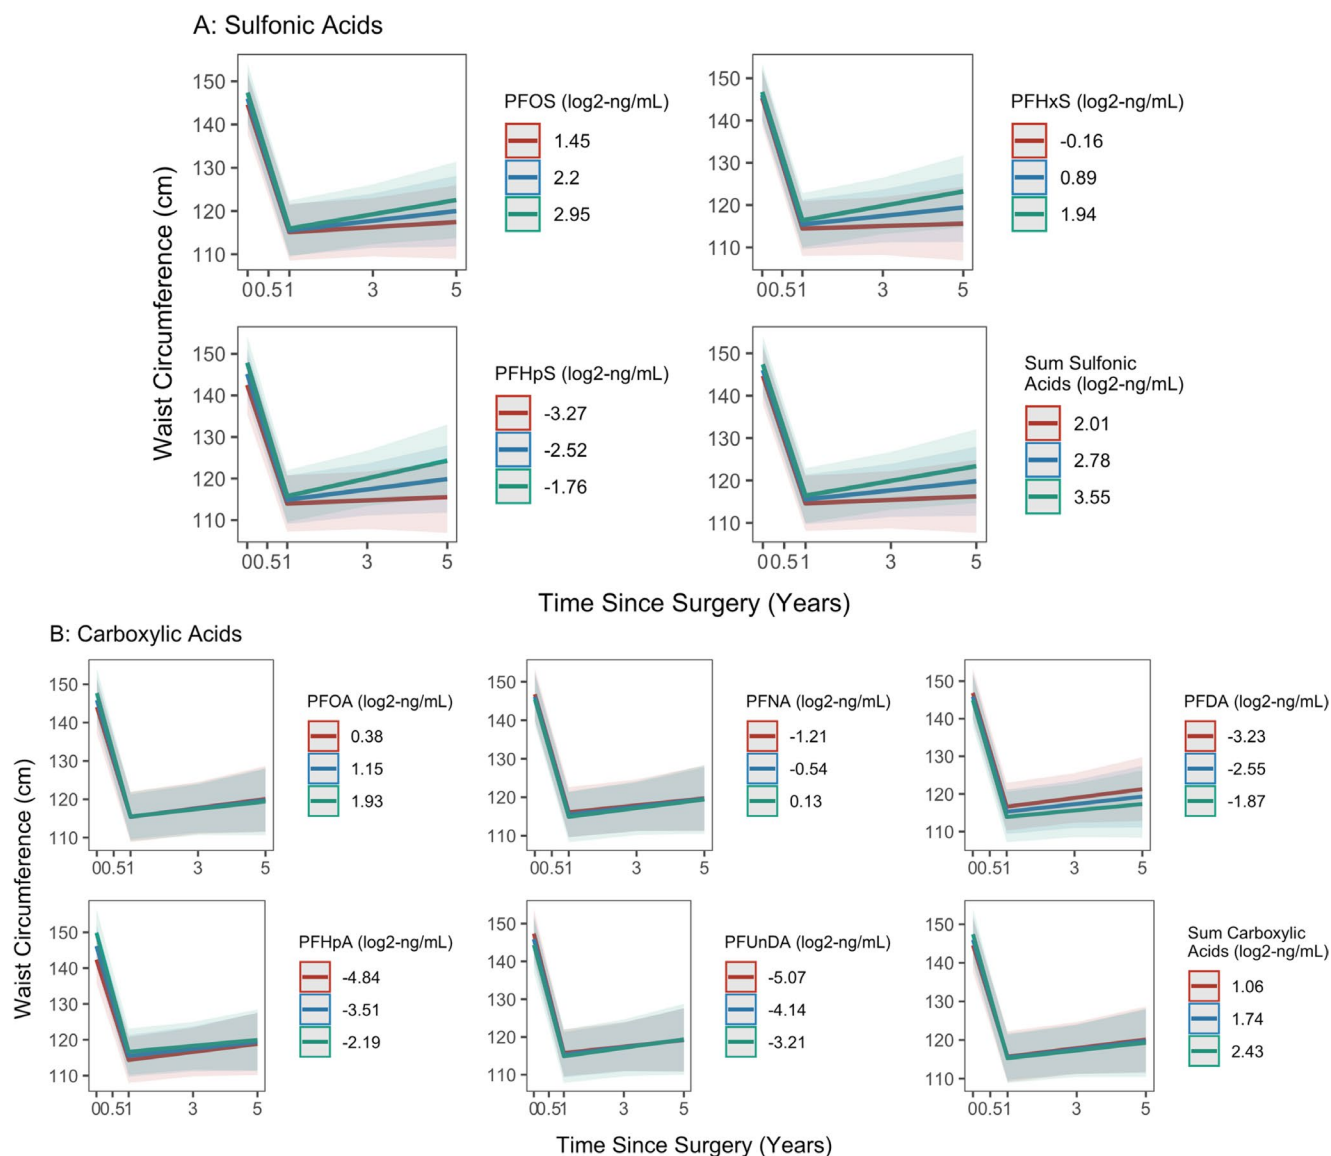 A: Sulfonic Acids
Waist Circumference (cm)
150
140
130
120
110
00.51 3 5
PFOS (log2-ng/mL)
1.45
2.2
2.95
150
140
130
120
110
00.51 3 5
PFHxS (log2-ng/mL)
-0.16
0.89
1.94
150
140
130
120
110
00.51 3 5
PFHpS (log2-ng/mL)
-3.27
-2.52
-1.76
150
140
130
120
110
00.51 3 5
Sum Sulfonic
Acids (log2-ng/mL)
2.01
2.78
3.55
Time Since Surgery (Years)
B: Carboxylic Acids
Waist Circumference (cm)
150
140
130
120
110
00.51 3 5
PFOA (log2-ng/mL)
0.38
1.15
1.93
150
140
130
120
110
00.51 3 5
PFNA (log2-ng/mL)
-1.21
-0.54
0.13
150
140
130
120
110
00.51 3 5
PFDA (log2-ng/mL)
-3.23
-2.55
-1.87
150
140
130
120
110
00.51 3 5
PFHpA (log2-ng/mL)
-4.84
-3.51
-2.19
150
140
130
120
110
00.51 3 5
PFUnDA (log2-ng/mL)
-5.07
-4.14
-3.21
150
140
130
120
110
00.51 3 5
Sum Carboxylic
Acids (log2-ng/mL)
1.06
1.74
2.43
Time Since Surgery (Years)